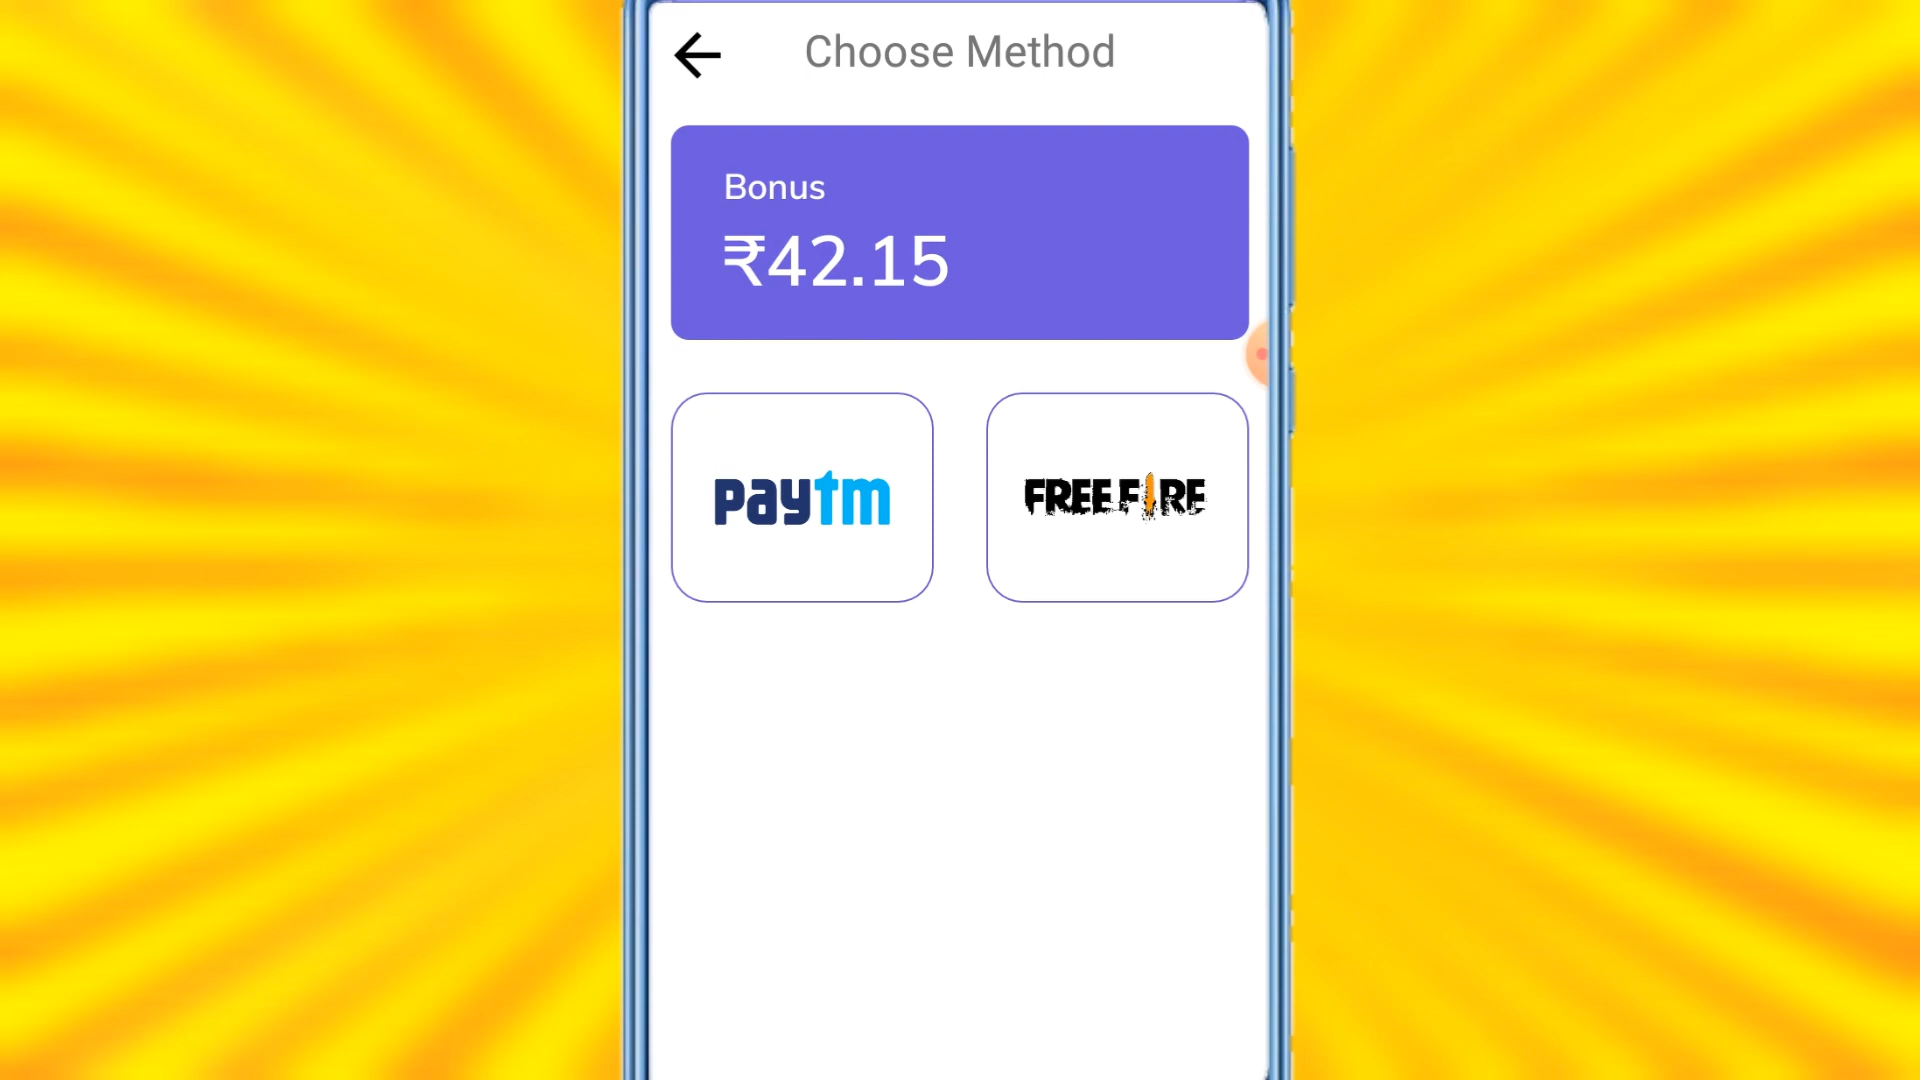 Choose Method
Bonus
₹42.15
paytm
FREE FIRE